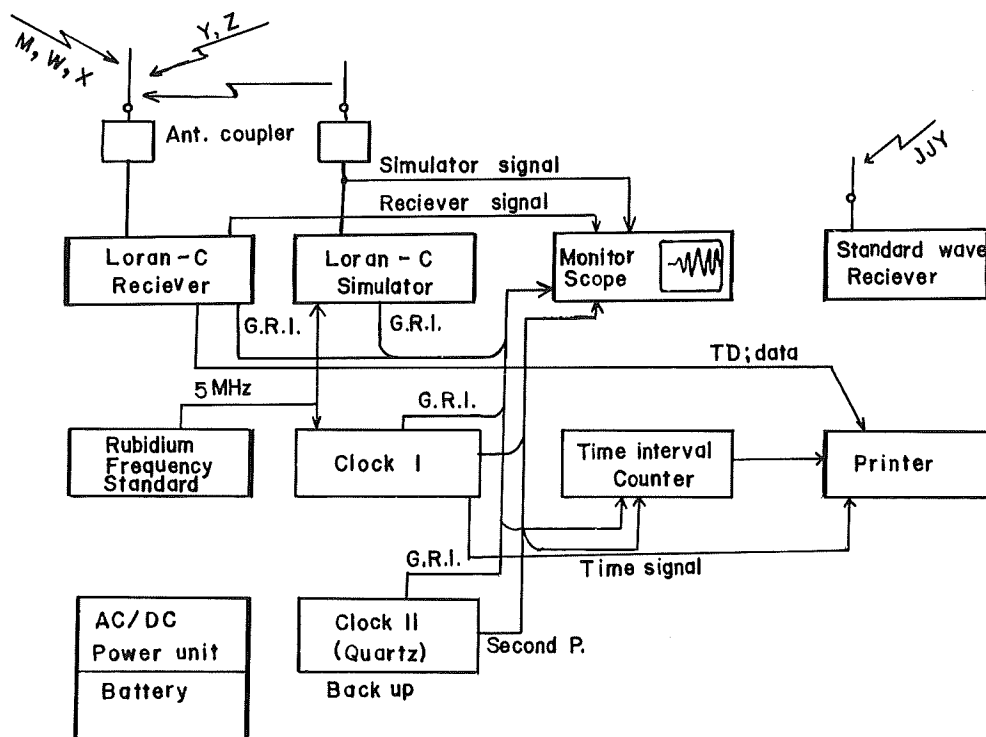 M, W, X
Y, Z
Ant. coupler
Simulator signal
Reciever signal
JJY
Loran-C
Reciever
Loran-C
Simulator
Monitor
Scope
Standard wave
Reciever
G.R.I.
G.R.I.
TD; data
5 MHz
G.R.I.
Rubidium
Frequency
Standard
Clock I
Time interval
Counter
Printer
G.R.I.
Time signal
AC/DC
Power unit
Battery
Clock II
(Quartz)
Second P.
Back up